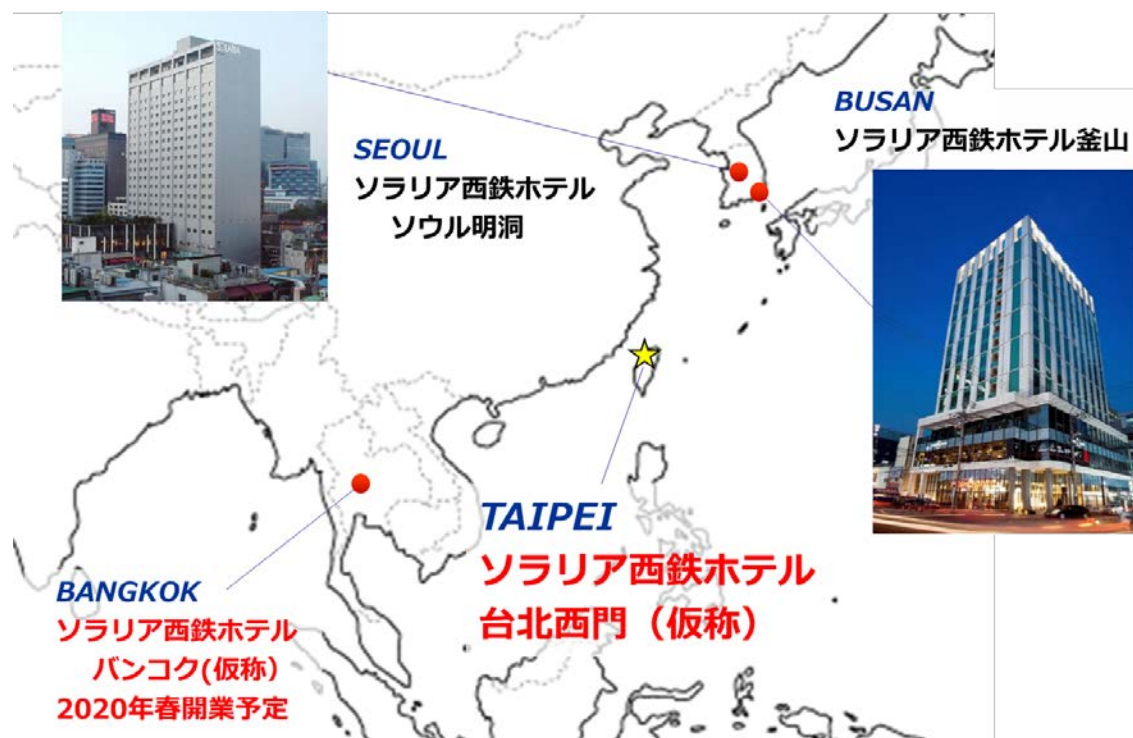 SEOUL
ソラリア西鉄ホテル
ソウル明洞
BUSAN
ソラリア西鉄ホテル釜山
TAIPEI
ソラリア西鉄ホテル
台北西門（仮称）
BANGKOK
ソラリア西鉄ホテル
バンコク(仮称）
2020年春開業予定